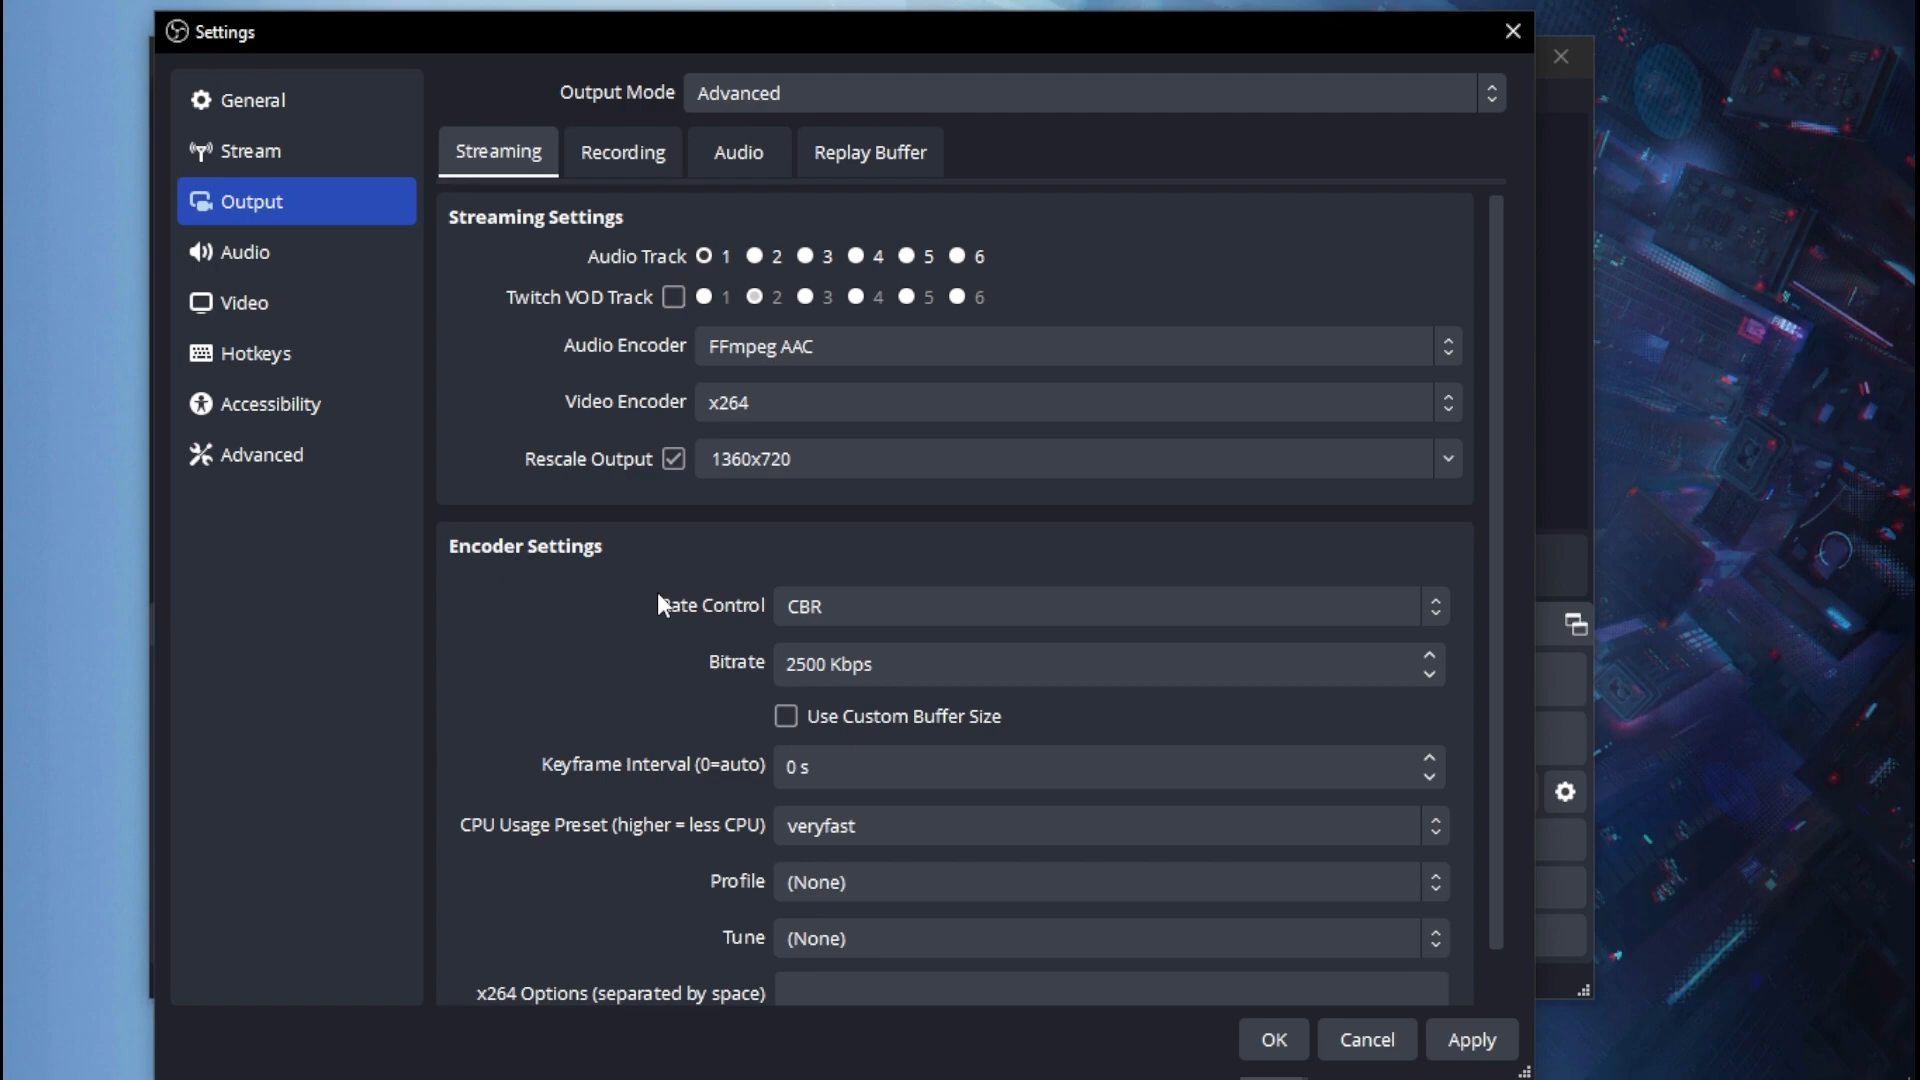 Settings
General
Stream
Output
Audio
Video
Hotkeys
Accessibility
Advanced
Output Mode Advanced
Streaming Recording Audio Replay Buffer
Streaming Settings
Audio Track 1 2 3 4 5 6
Twitch VOD Track 1 2 3 4 5 6
Audio Encoder FFmpeg AAC
Video Encoder x264
Rescale Output 1360x720
Encoder Settings
Rate Control CBR
Bitrate 2500 Kbps
Use Custom Buffer Size
Keyframe Interval (0=auto) 0 s
CPU Usage Preset (higher = less CPU) veryfast
Profile (None)
Tune (None)
x264 Options (separated by space)
OK Cancel Apply